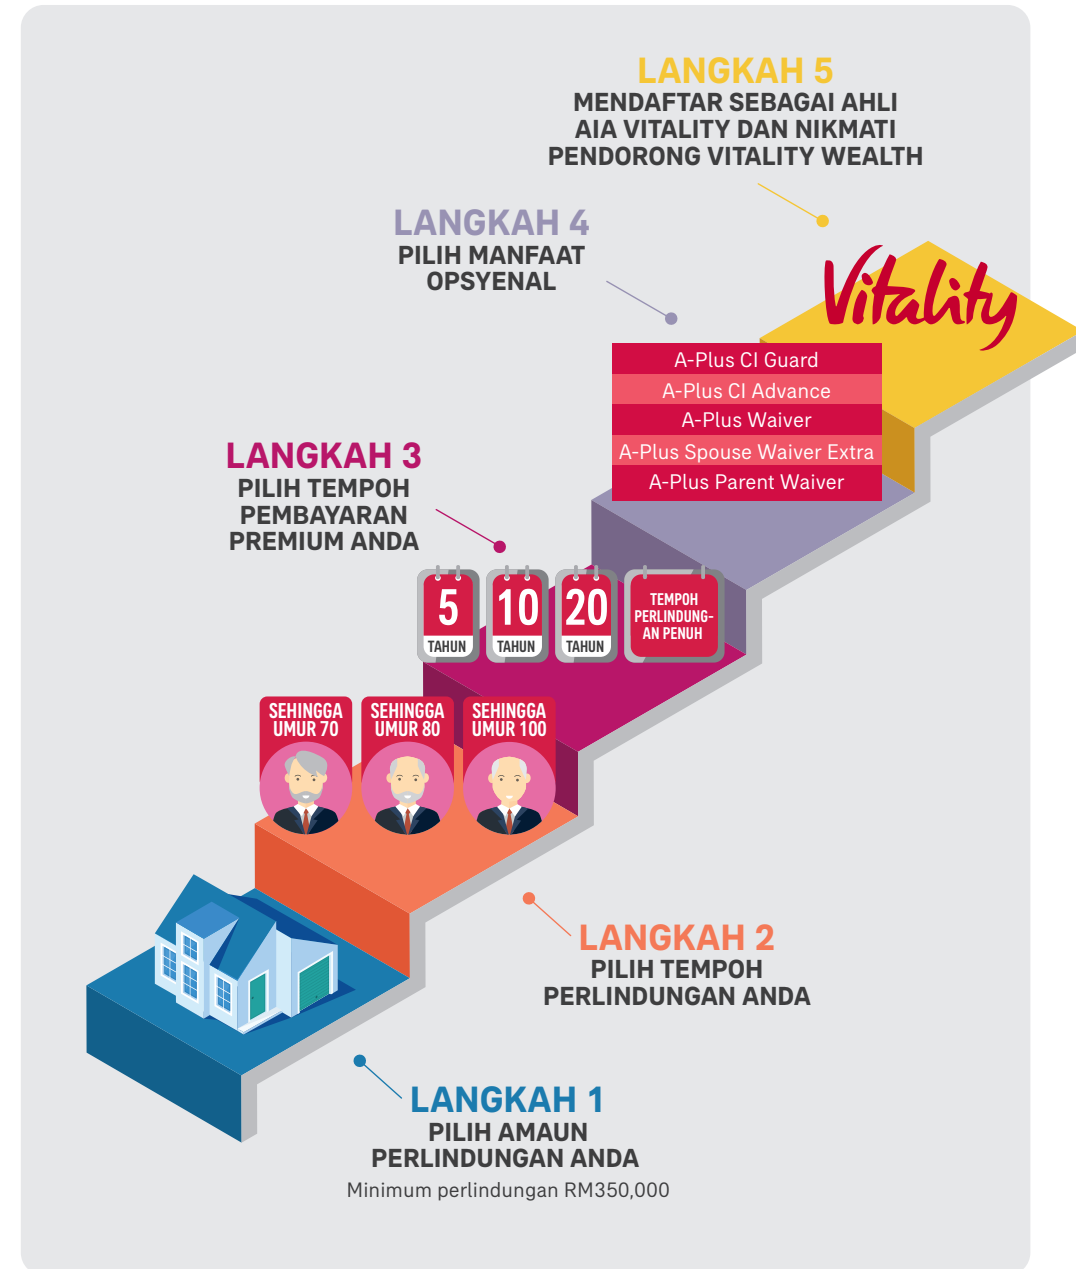 LANGKAH 5
MENDAFTAR SEBAGAI AHLI
AIA VITALITY DAN NIKMATI
PENDORONG VITALITY WEALTH
Vitality
LANGKAH 4
PILIH MANFAAT
OPSYENAL
A-Plus CI Guard
A-Plus CI Advance
A-Plus Waiver
A-Plus Spouse Waiver Extra
A-Plus Parent Waiver
LANGKAH 3
PILIH TEMPOH
PEMBAYARAN
PREMIUM ANDA
5
TAHUN
10
TAHUN
20
TAHUN
TEMPOH
PERLINDUNG-
AN PENUH
SEHINGGA
UMUR 70
SEHINGGA
UMUR 80
SEHINGGA
UMUR 100
LANGKAH 2
PILIH TEMPOH
PERLINDUNGAN ANDA
LANGKAH 1
PILIH AMAUN
PERLINDUNGAN ANDA
Minimum perlindungan RM350,000